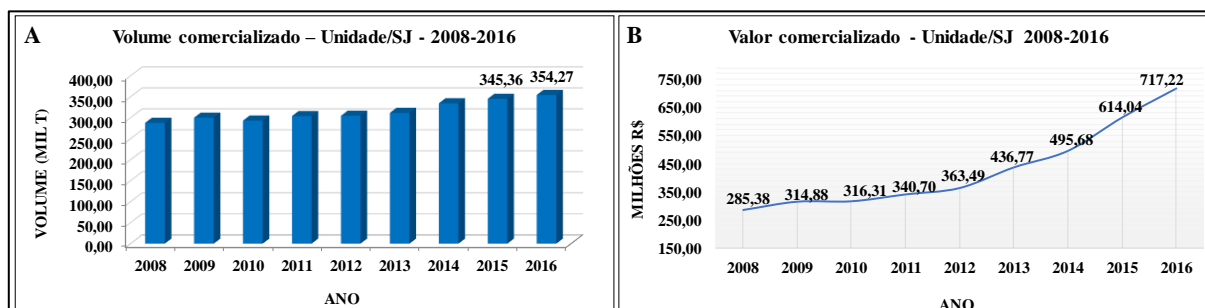 A
Volume comercializado – Unidade/SJ - 2008-2016
VOLUME (MIL T)
400,00
350,00
300,00
250,00
200,00
150,00
100,00
50,00
0,00
345,36 354,27
2008 2009 2010 2011 2012 2013 2014 2015 2016
ANO
B
Valor comercializado - Unidade/SJ 2008-2016
MILHÕES R$
750,00
650,00
550,00
450,00
350,00
250,00
150,00
285,38 314,88 316,31 340,70 363,49 436,77 495,68 614,04 717,22
2008 2009 2010 2011 2012 2013 2014 2015 2016
ANO